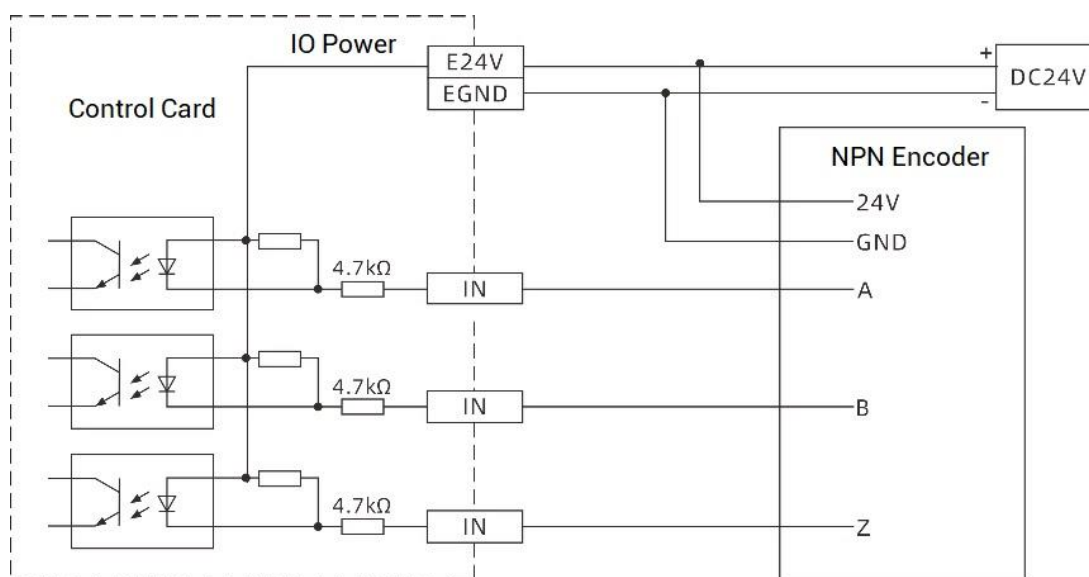 IO Power
E24V
EGND
+
-
DC24V
Control Card
NPN Encoder
24V
GND
4.7kΩ
IN
A
4.7kΩ
IN
B
4.7kΩ
IN
Z